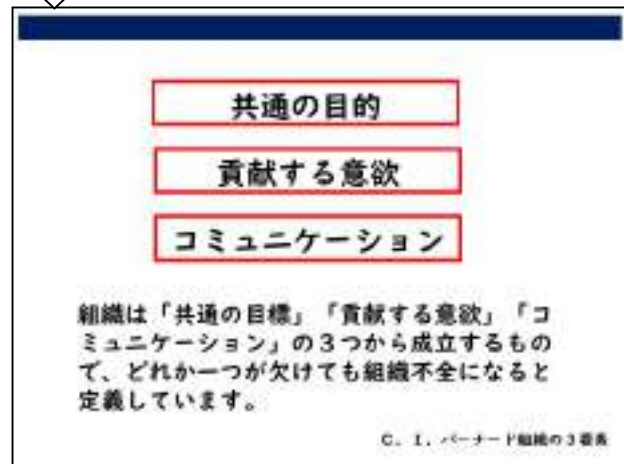 共通の目的
貢献する意欲
コミュニケーション
組織は「共通の目標」「貢献する意欲」「コ
ミュニケーション」の３つから成立するもの
で、どれか一つが欠けても組織不全になると
定義しています。
Ｃ．Ｉ．バーナード組織の３要素